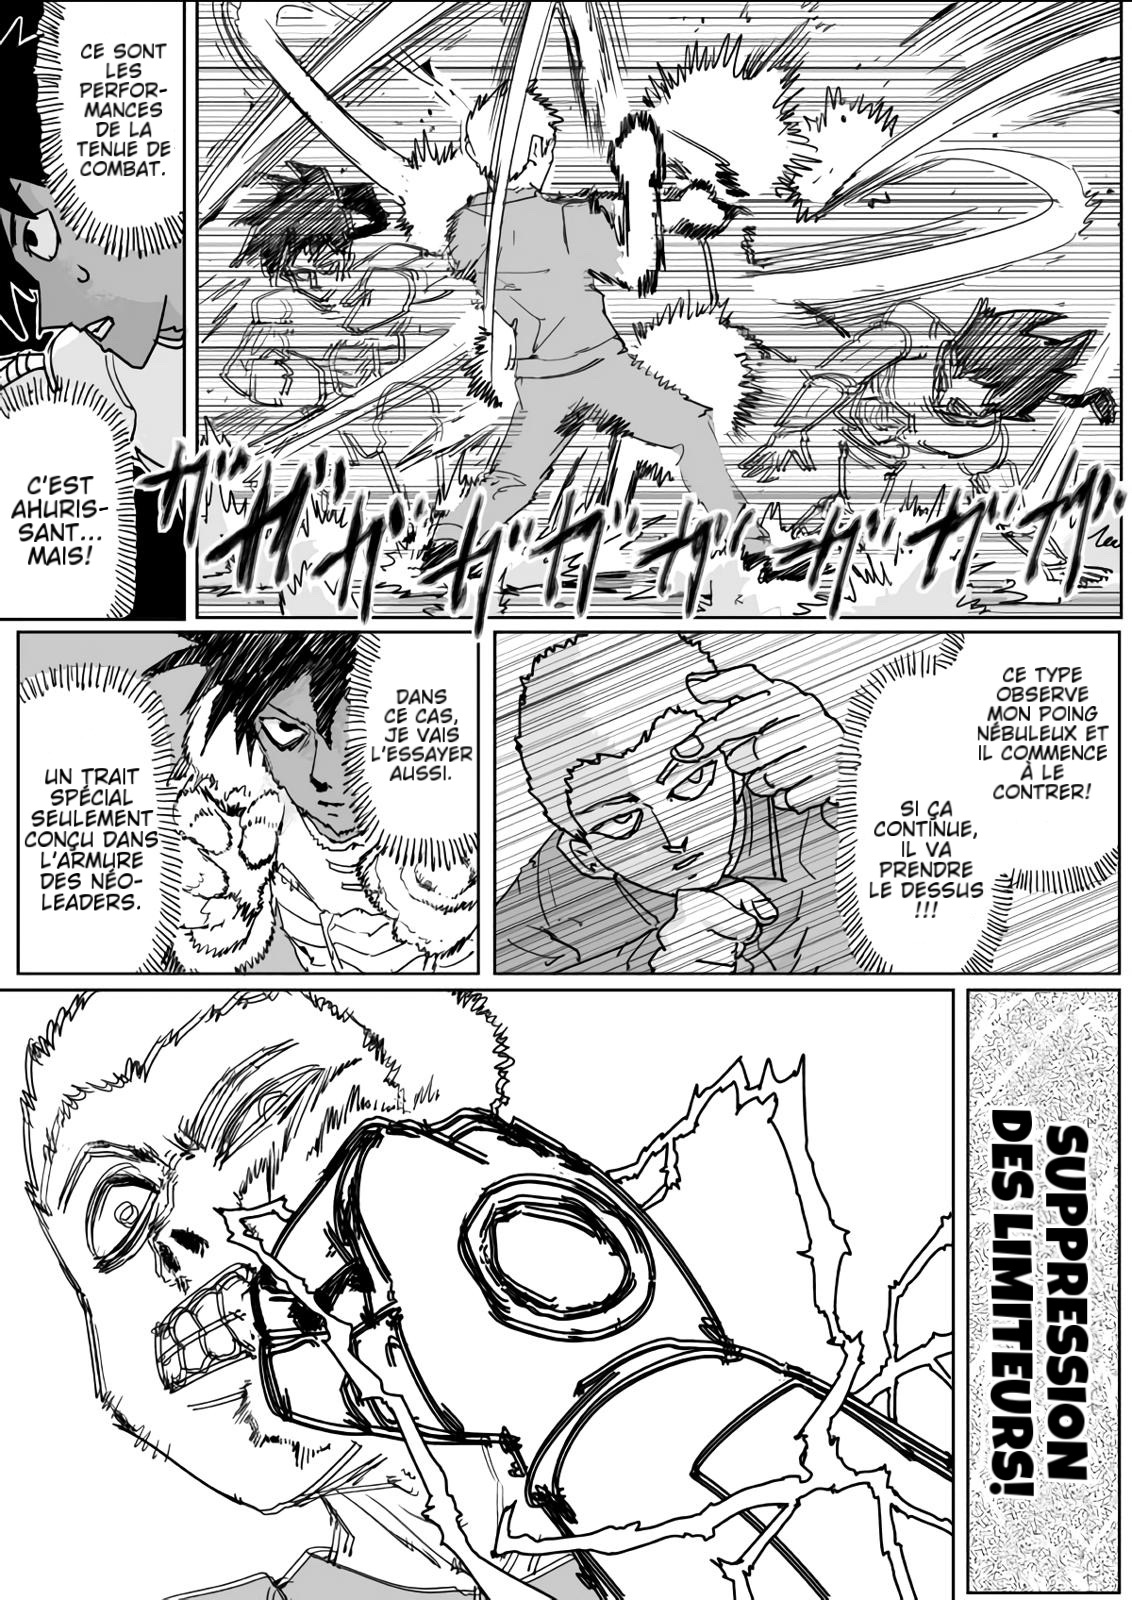 CE SONT
LES
PERFOR-
MANCES
DE LA
TENUE DE
COMBAT.
C'EST
AHURIS-
SANT...
MAIS!
ガガガガガガガガ
CE TYPE
OBSERVE
MON POING
NÉBULEUX ET
IL COMMENCE
À LE
CONTRER!
SI ÇA
CONTINUE,
IL VA
PRENDRE
LE DESSUS
!!!
DANS
CE CAS,
JE VAIS
L'ESSAYER
AUSSI.
UN TRAIT
SPÉCIAL
SEULEMENT
CONÇU DANS
L'ARMURE
DES NÉO-
LEADERS.
SUPPRESSION
DES LIMITEURS!